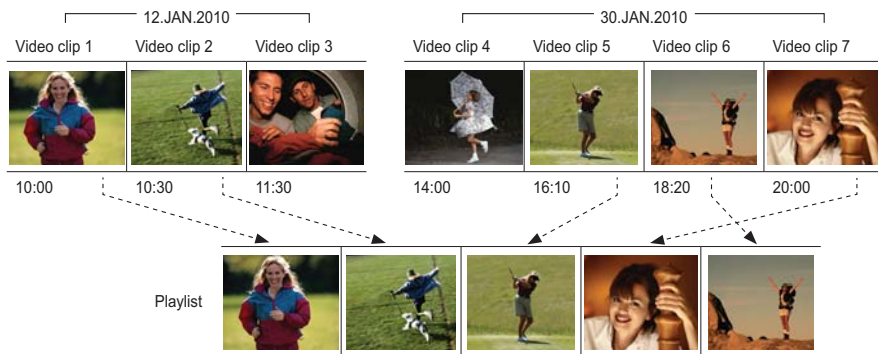 12.JAN.2010 30.JAN.2010
Video clip 1 Video clip 2 Video clip 3 Video clip 4 Video clip 5 Video clip 6 Video clip 7
10:00 10:30 11:30 14:00 16:10 18:20 20:00
Playlist